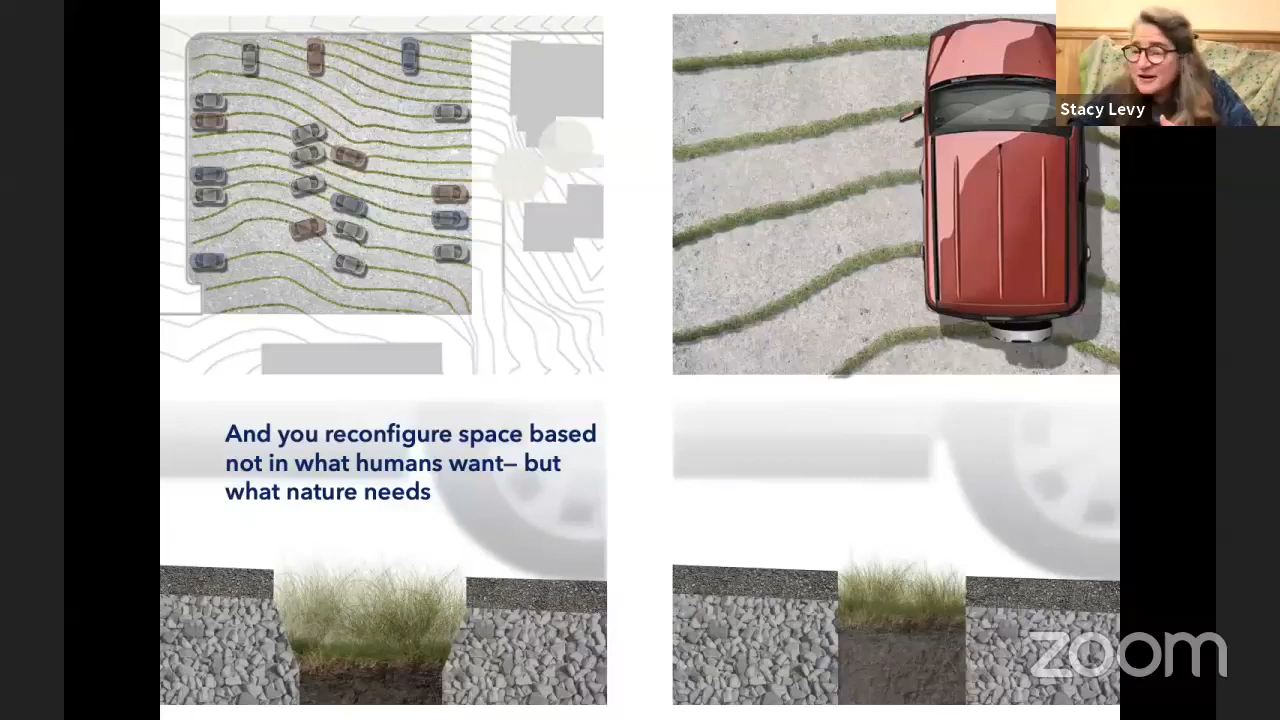 Stacy Levy
And you reconfigure space based
not in what humans want– but
what nature needs
zoom